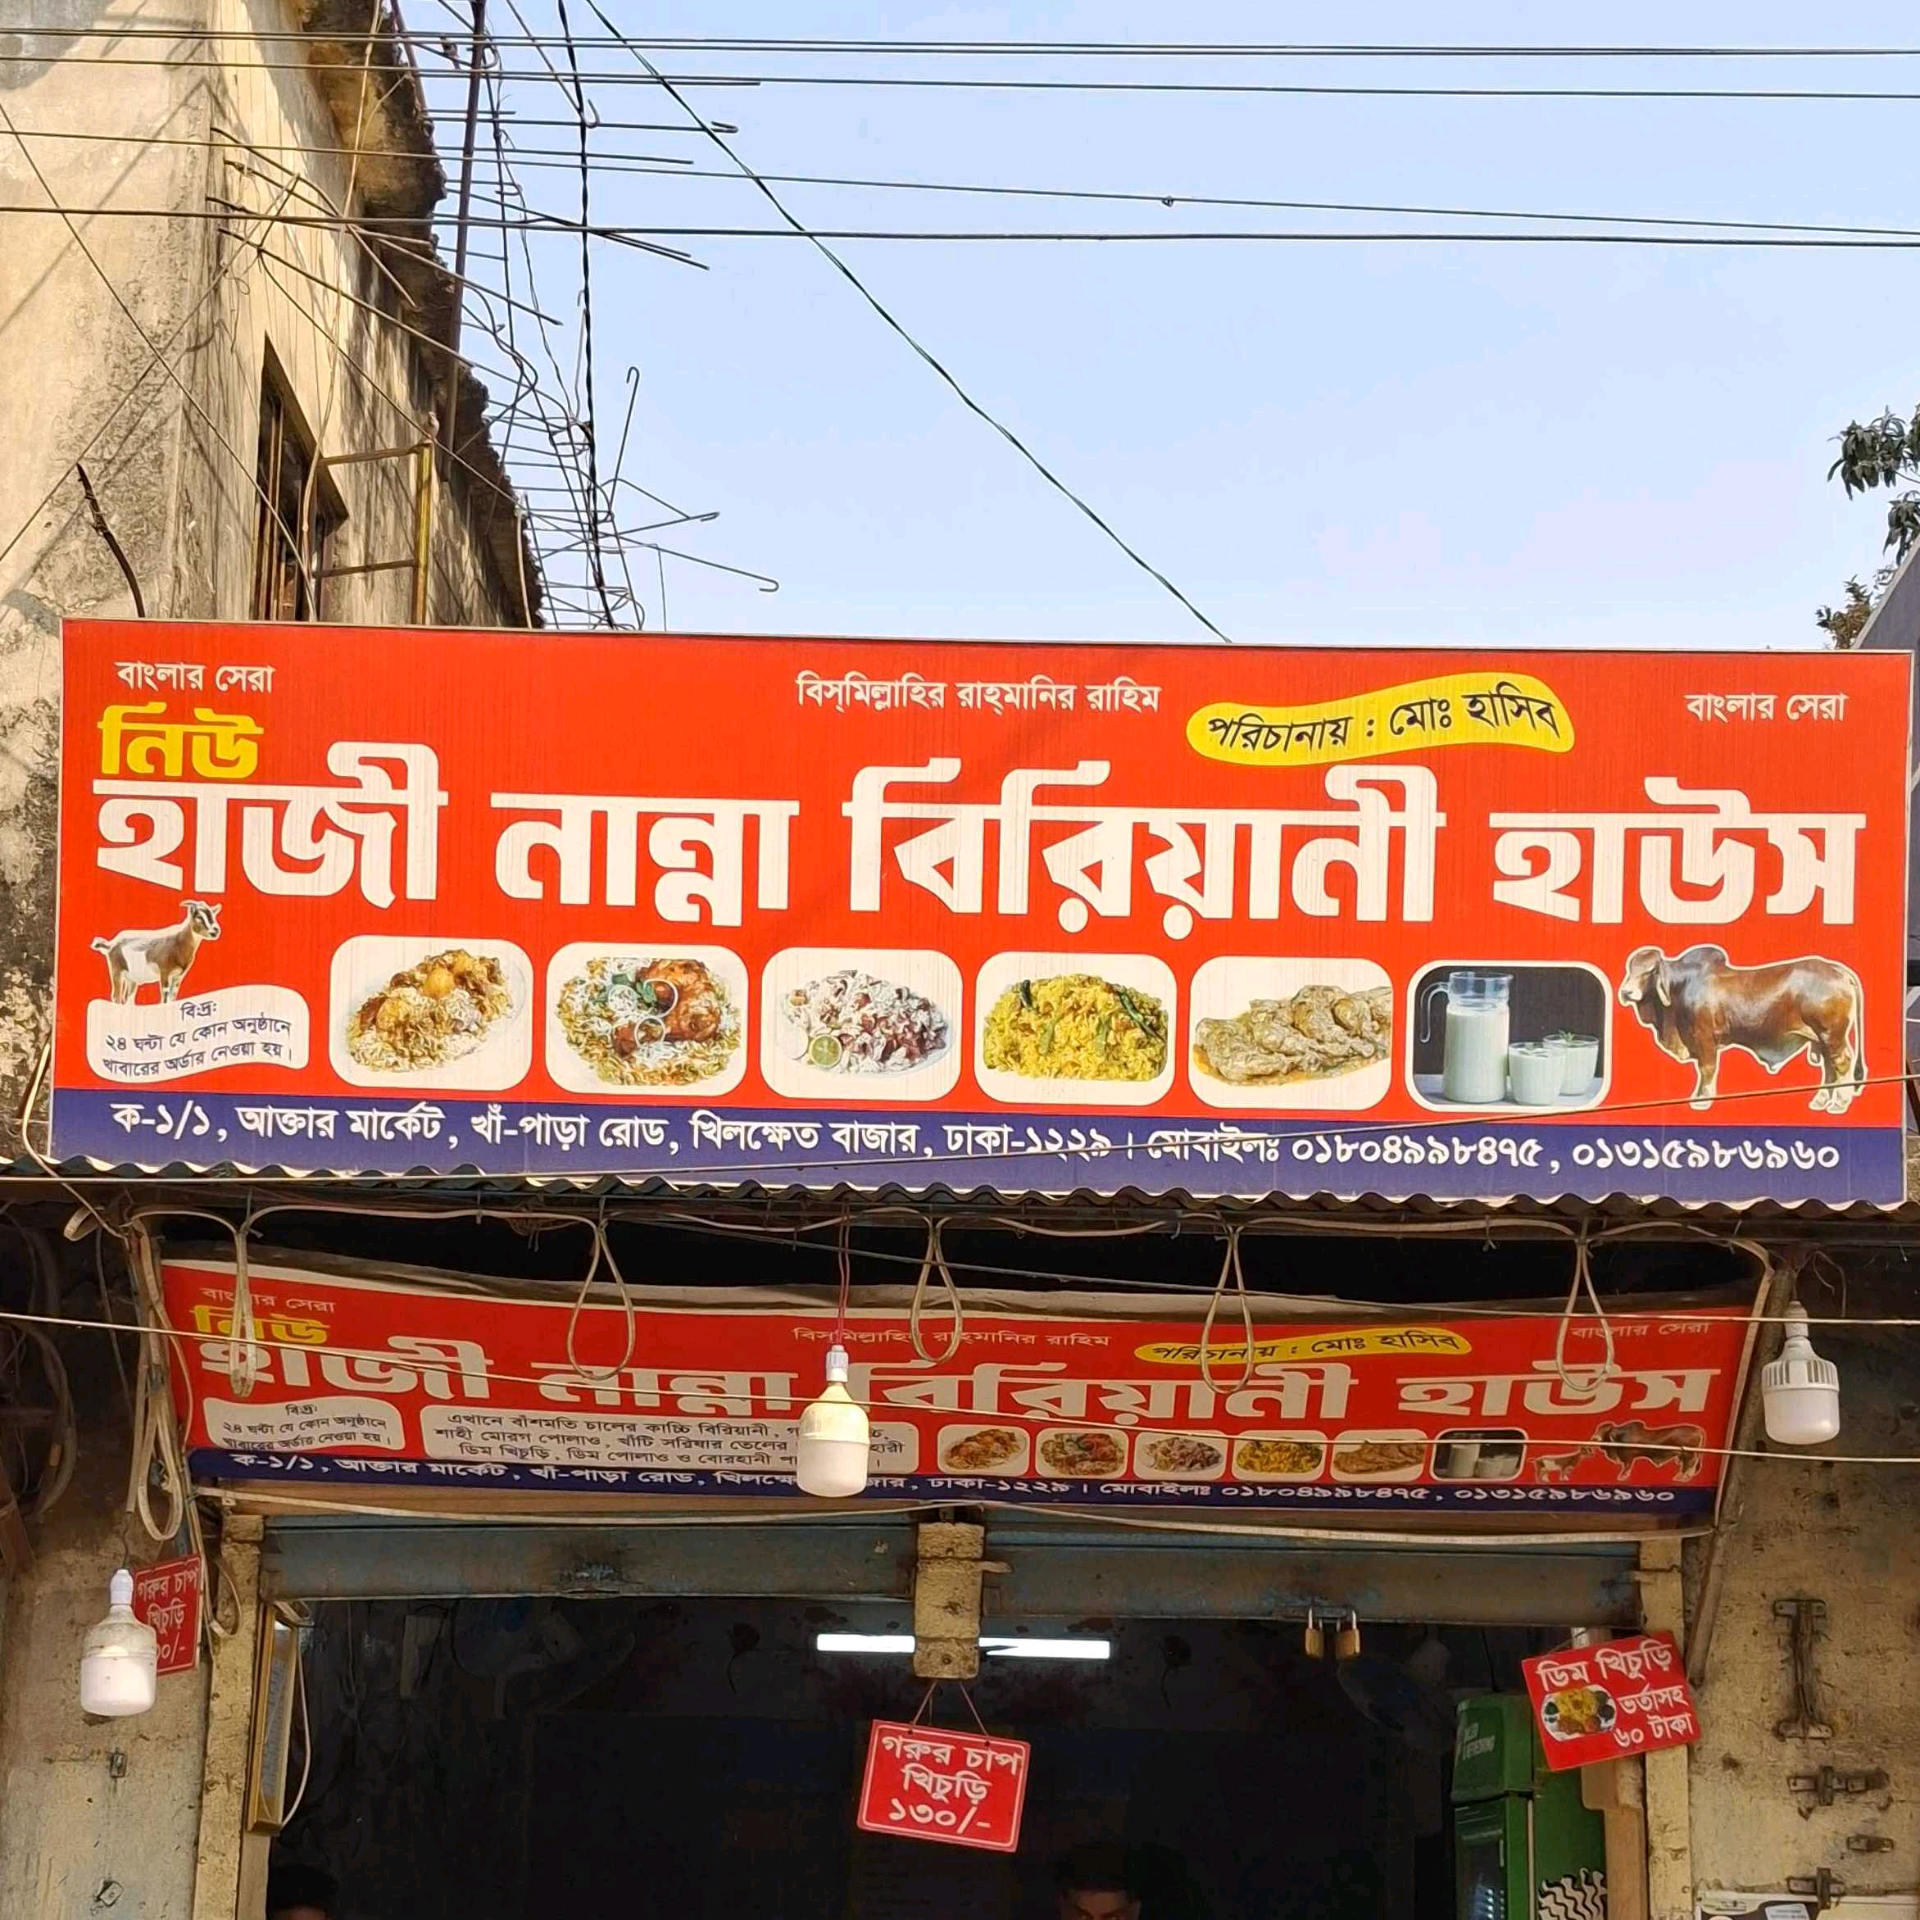 বাংলার সেরা
বিস্‌মিল্লাহির রাহ্‌মানির রাহিম
পরিচানায় : মোঃ হাসিব
বাংলার সেরা
নিউ
হাজী নান্না বিরিয়ানী হাউস
বি:দ্র:
২৪ ঘন্টা যে কোন অনুষ্ঠানে
খাবারের অর্ডার নেওয়া হয়।
ক-১/১, আক্তার মার্কেট, খাঁ-পাড়া রোড, খিলক্ষেত বাজার, ঢাকা-১২২৯। মোবাইলঃ ০১৮০৪৯৯৮৪৭৫, ০১৩১৫৯৮৬৯৬০
বাংলার সেরা
বিস্‌মিল্লাহির রাহ্‌মানির রাহিম
পরিচানায় : মোঃ হাসিব
বাংলার সেরা
নিউ
হাজী নান্না বিরিয়ানী হাউস
বি:দ্র:
২৪ ঘন্টা যে কোন অনুষ্ঠানে
খাবারের অর্ডার নেওয়া হয়।
এখানে বাঁশমতি চালের কাচ্চি বিরিয়ানী,
শাহী মোরগ পোলাও, খাঁটি সরিষার তেলের
ডিম খিচুড়ি, ডিম পোলাও ও বোরহানী
ক-১/১, আক্তার মার্কেট, খাঁ-পাড়া রোড, ঢাকা-১২২৯। মোবাইলঃ ০১৮০৪৯৯৮৪৭৫, ০১৩১৫৯৮৬৯৬০
গরুর চাপ
খিচুড়ি
গরুর চাপ
খিচুড়ি
১৩০/-
ডিম খিচুড়ি
ভর্তাসহ
৬০ টাকা